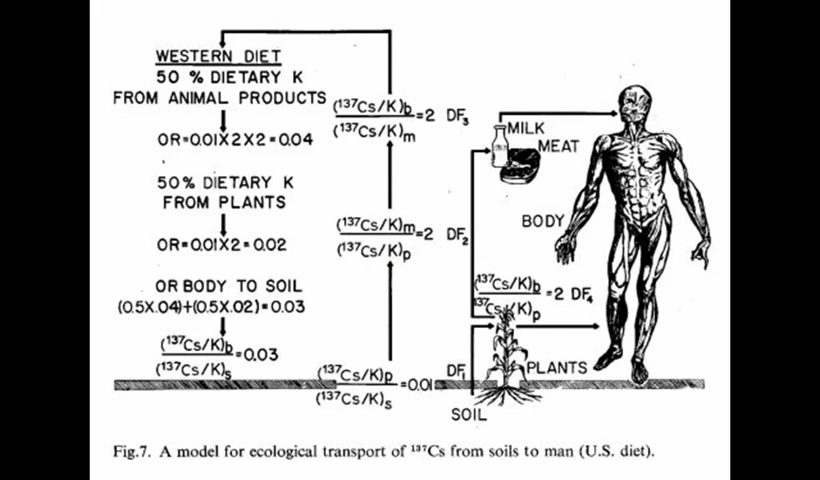 WESTERN DIET
50 % DIETARY K
FROM ANIMAL PRODUCTS
OR=0.01X2X2=0.04
50% DIETARY K
FROM PLANTS
OR=0.01X2=0.02
OR BODY TO SOIL
(0.5X.04)+(0.5X.02)=0.03
(¹³⁷Cs/K)b
=0.03
(¹³⁷Cs/K)s
(¹³⁷Cs/K)b
=2 DF₃
(¹³⁷Cs/K)m
(¹³⁷Cs/K)m
=2 DF₂
(¹³⁷Cs/K)p
(¹³⁷Cs/K)p
=0.01 DF₁
(¹³⁷Cs/K)s
MILK
MEAT
BODY
(¹³⁷Cs/K)b
=2 DF₄
¹³⁷Cs/K)p
PLANTS
SOIL
Fig.7. A model for ecological transport of ¹³⁷Cs from soils to man (U.S. diet).